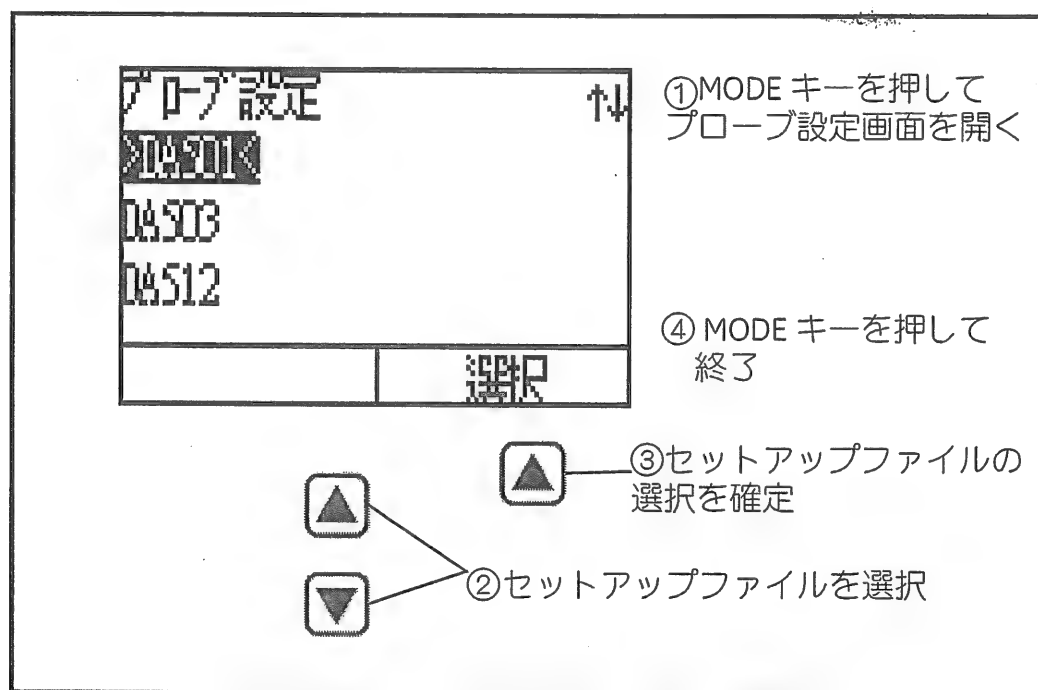 プローブ設定 ↑↓
>DA501<
DA503
DA512
選択
①MODE キーを押して
プローブ設定画面を開く
④ MODE キーを押して
終了
③セットアップファイルの
選択を確定
②セットアップファイルを選択